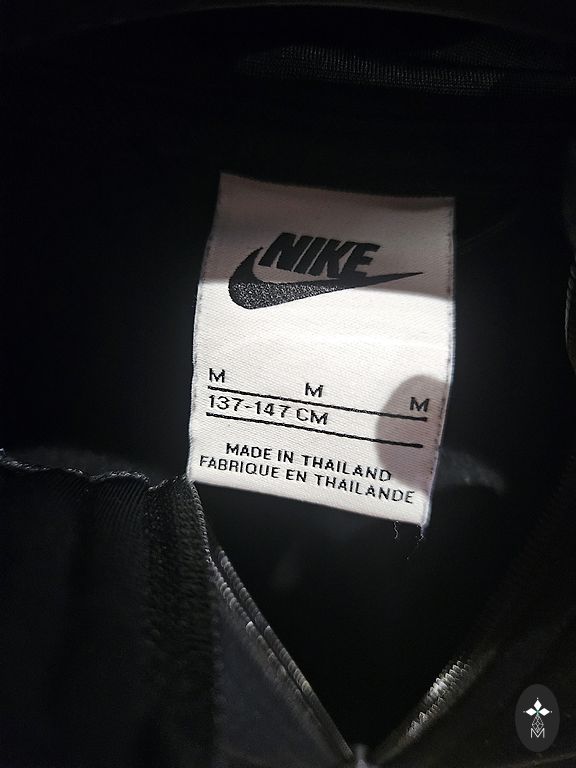 NIKE
M M M
137-147 CM
MADE IN THAILAND
FABRIQUE EN THAILANDE
M